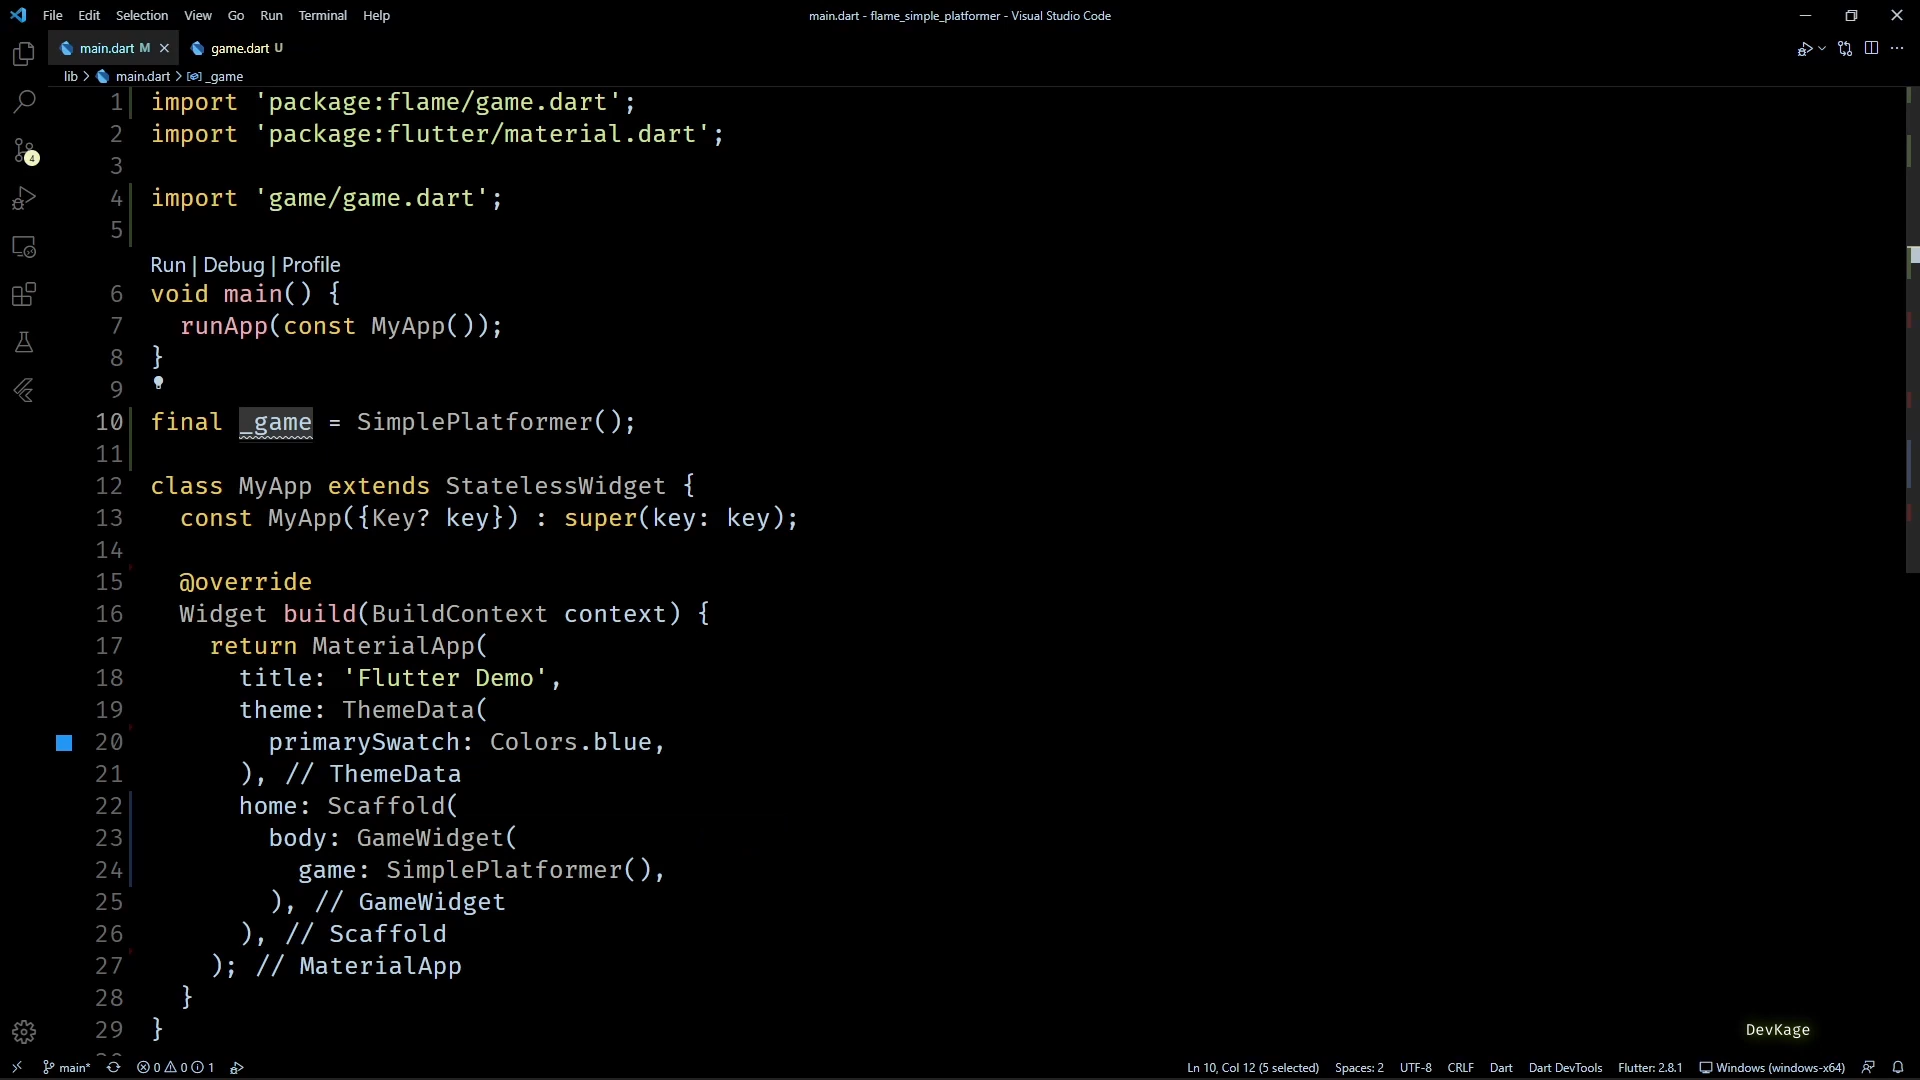 File Edit Selection View Go Run Terminal Help
main.dart - flame_simple_platformer - Visual Studio Code
main.dart M game.dart U
lib > main.dart > _game
1 import 'package:flame/game.dart';
2 import 'package:flutter/material.dart';
3
4 import 'game/game.dart';
5
Run | Debug | Profile
6 void main() {
7 runApp(const MyApp());
8 }
9
10 final _game = SimplePlatformer();
11
12 class MyApp extends StatelessWidget {
13 const MyApp({Key? key}) : super(key: key);
14
15 @override
16 Widget build(BuildContext context) {
17 return MaterialApp(
18 title: 'Flutter Demo',
19 theme: ThemeData(
20 primarySwatch: Colors.blue,
21 ), // ThemeData
22 home: Scaffold(
23 body: GameWidget(
24 game: SimplePlatformer(),
25 ), // GameWidget
26 ), // Scaffold
27 ); // MaterialApp
28 }
29 }
4
DevKage
main* 0 0 1
Ln 10, Col 12 (5 selected) Spaces: 2 UTF-8 CRLF Dart Dart DevTools Flutter: 2.8.1 Windows (windows-x64)